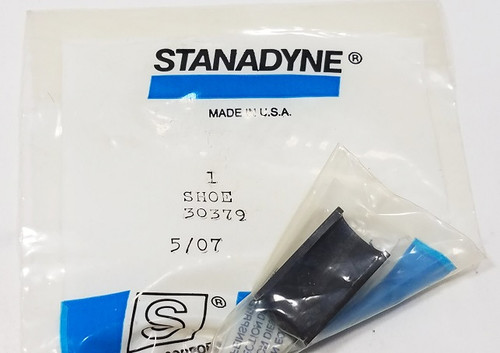 STANADYNE®
MADE IN U.S.A.
1
SHOE
30379
5/07
S®